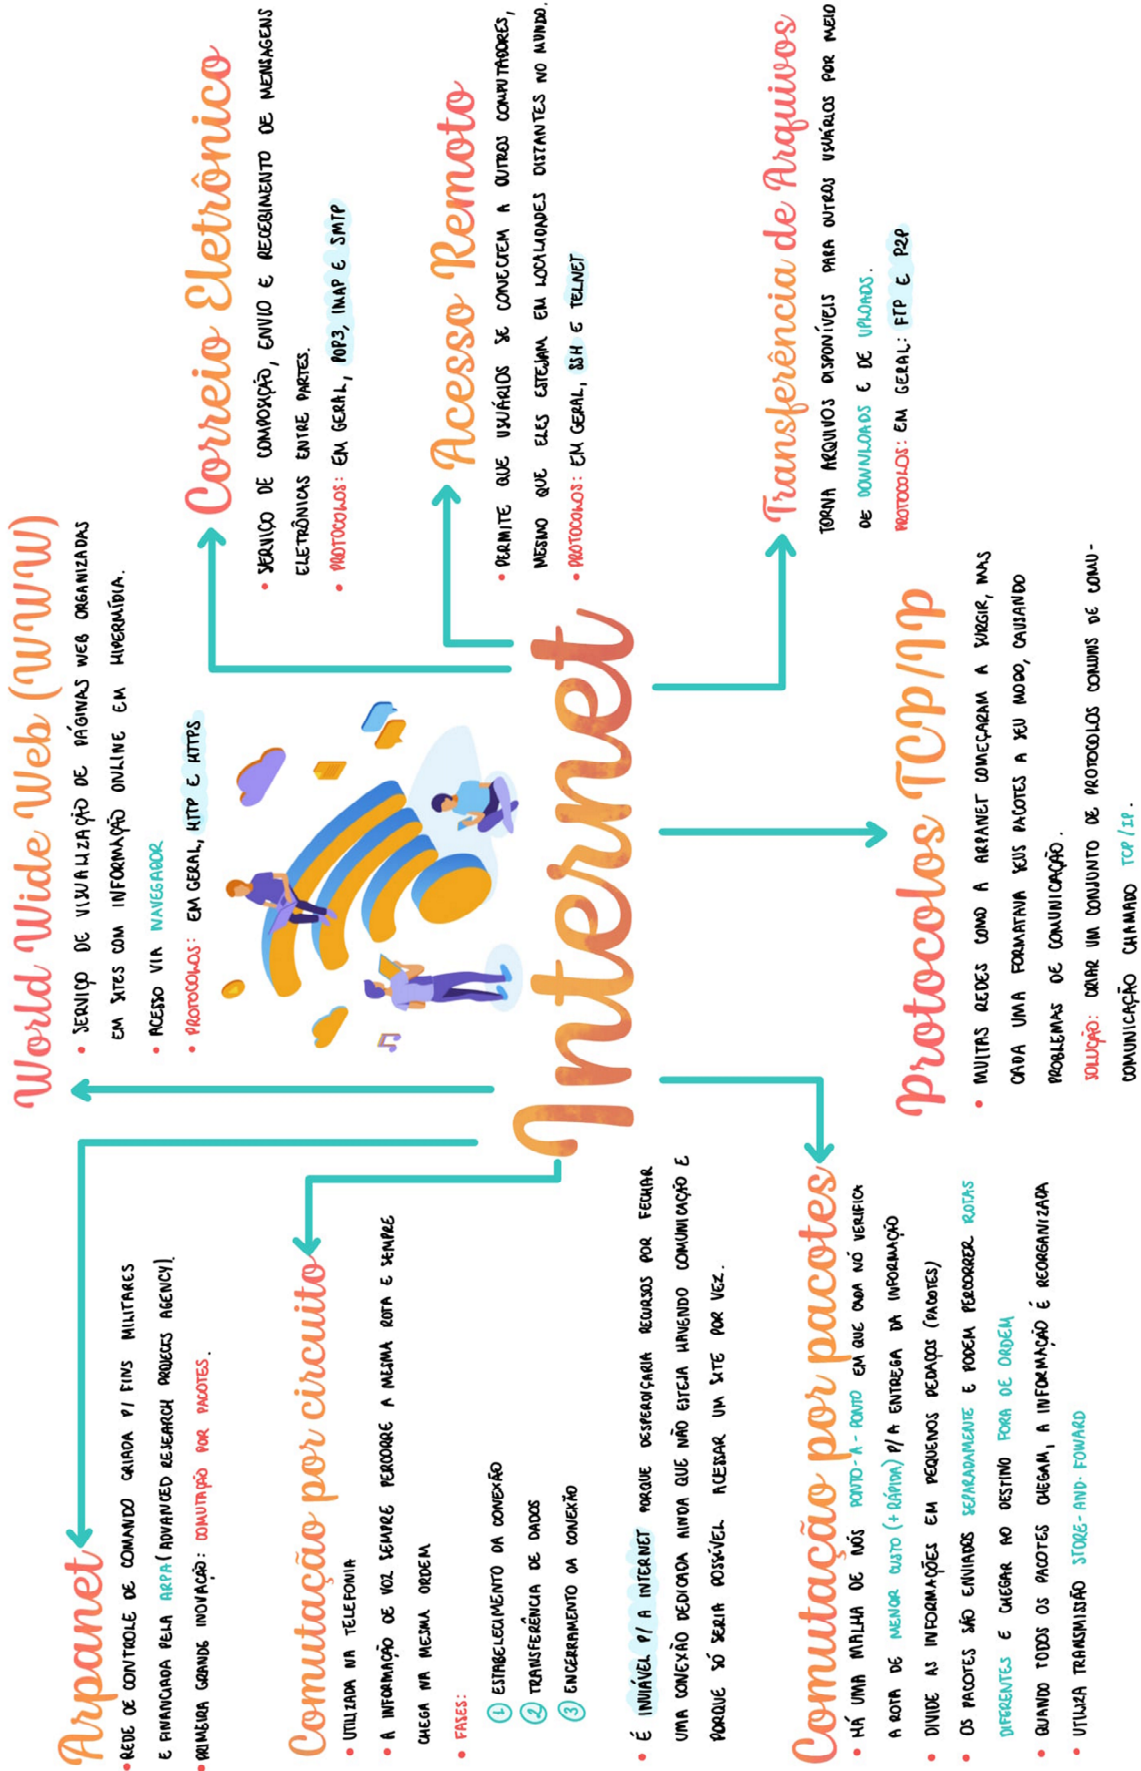 Internet
Arpanet
• REDE DE CONTROLE DE COMANDO CRIADA P/ FINS MILITARES
E FINANCIADA PELA ARPA (ADVANCED RESEARCH PROJECTS AGENCY).
• PRIMEIRA GRANDE INOVAÇÃO: COMUTAÇÃO POR PACOTES.
Comutação por circuito
• UTILIZADA NA TELEFONIA
• A INFORMAÇÃO DE VOZ SEMPRE PERCORRE A MESMA ROTA E SEMPRE
CHEGA NA MESMA ORDEM
• FASES:
1 ESTABELECIMENTO DA CONEXÃO
2 TRANSFERÊNCIA DE DADOS
3 ENCERRAMENTO DA CONEXÃO
• É INVIÁVEL P/ A INTERNET PORQUE DESPERDIÇARIA RECURSOS POR FECHAR
UMA CONEXÃO DEDICADA AINDA QUE NÃO ESTEJA HAVENDO COMUNICAÇÃO E
PORQUE SÓ SERIA POSSÍVEL ACESSAR UM SITE POR VEZ.
Comutação por pacotes
• HÁ UMA MALHA DE NÓS PONTO-A-PONTO EM QUE CADA NÓ VERIFICA
A ROTA DE MENOR CUSTO (+ RÁPIDA) P/ A ENTREGA DA INFORMAÇÃO
• DIVIDE AS INFORMAÇÕES EM PEQUENOS PEDAÇOS (PACOTES)
• OS PACOTES SÃO ENVIADOS SEPARADAMENTE E PODEM PERCORRER ROTAS
DIFERENTES E CHEGAR AO DESTINO FORA DE ORDEM
• QUANDO TODOS OS PACOTES CHEGAM, A INFORMAÇÃO É REORGANIZADA
• UTILIZA TRANSMISSÃO STORE-AND-FOWARD
World Wide Web (WWW)
• SERVIÇO DE VISUALIZAÇÃO DE PÁGINAS WEB ORGANIZADAS
EM SITES COM INFORMAÇÃO ONLINE EM HIPERMÍDIA.
• ACESSO VIA NAVEGADOR
• PROTOCOLOS: EM GERAL, HTTP E HTTPS
Protocolos TCP/IP
• MUITAS REDES COMO A ARPANET COMEÇARAM A SURGIR, MAS
CADA UMA FORMATAVA SEUS PACOTES A SEU MODO, CAUSANDO
PROBLEMAS DE COMUNICAÇÃO.
SOLUÇÃO: CRIAR UM CONJUNTO DE PROTOCOLOS COMUNS DE COMU-
COMUNICAÇÃO CHAMADO TCP/IP.
Correio Eletrônico
• SERVIÇO DE COMPOSIÇÃO, ENVIO E RECEBIMENTO DE MENSAGENS
ELETRÔNICAS ENTRE PARTES.
• PROTOCOLOS: EM GERAL, POP3, IMAP E SMTP
Acesso Remoto
• PERMITE QUE USUÁRIOS SE CONECTEM A OUTROS COMPUTADORES,
MESMO QUE ELES ESTEJAM EM LOCALIDADES DISTANTES NO MUNDO.
• PROTOCOLOS: EM GERAL, SSH E TELNET
Transferência de Arquivos
TORNA ARQUIVOS DISPONÍVEIS PARA OUTROS USUÁRIOS POR MEIO
DE DOWNLOADS E DE UPLOADS.
PROTOCOLOS: EM GERAL: FTP E P2P